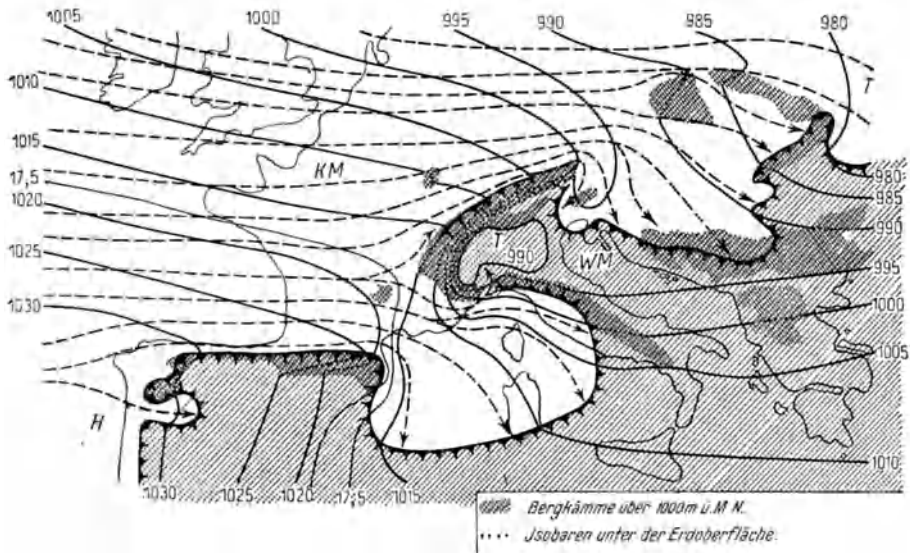 1005 1000 995 990 985 980
1010
T
1015
KM
17,5
980
1020
985
990
T
990
WM
1025
995
1030
1000
1005
H
1010
1030 1025 1020 17,5 1015
Bergkämme über 1000m ü.M N.
Jsobaren unter der Erdoberfläche.